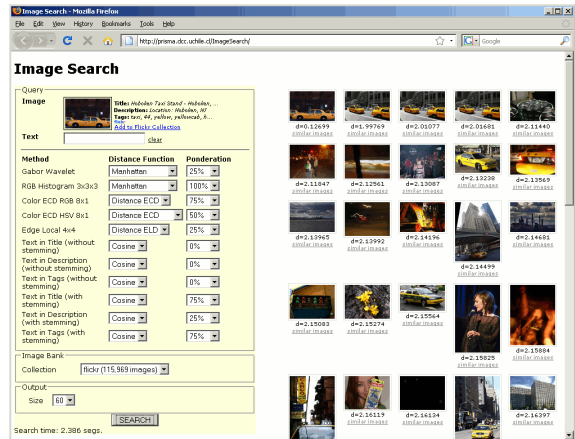 Image Search - Mozilla Firefox
File Edit View History Bookmarks Tools Help
http://prisma.dcc.uchile.cl/ImageSearch/
Google
Image Search
Query
Image
Title: Hoboken Taxi Stand - Hoboken, ...
Description: Location: Hoboken, NJ
Tags: taxi, 44, yellow, yellowcab, h...
Add to Flickr Collection
Text
clear
Method Distance Function Ponderation
Gabor Wavelet Manhattan 25%
RGB Histogram 3x3x3 Manhattan 100%
Color ECD RGB 8x1 Distance ECD 75%
Color ECD HSV 8x1 Distance ECD 50%
Edge Local 4x4 Distance ELD 25%
Text in Title (without stemming) Cosine 0%
Text in Description (without stemming) Cosine 0%
Text in Tags (without stemming) Cosine 0%
Text in Title (with stemming) Cosine 75%
Text in Description (with stemming) Cosine 25%
Text in Tags (with stemming) Cosine 75%
Image Bank
Collection flickr (115,969 images)
Output
Size 60
SEARCH
Search time: 2.386 segs.
d=0.12699 d=1.99769 d=2.01077 d=2.01681 d=2.11440
similar images similar images similar images similar images similar images
d=2.11847 d=2.12561 d=2.13087 d=2.13238 d=2.13569
similar images similar images similar images similar images similar images
d=2.13965 d=2.13992 d=2.14196 d=2.14499 d=2.14681
similar images similar images similar images similar images similar images
d=2.15083 d=2.15274 d=2.15564 d=2.15825 d=2.15884
similar images similar images similar images similar images similar images
d=2.16119 d=2.16134 d=2.16397
similar images similar images similar images